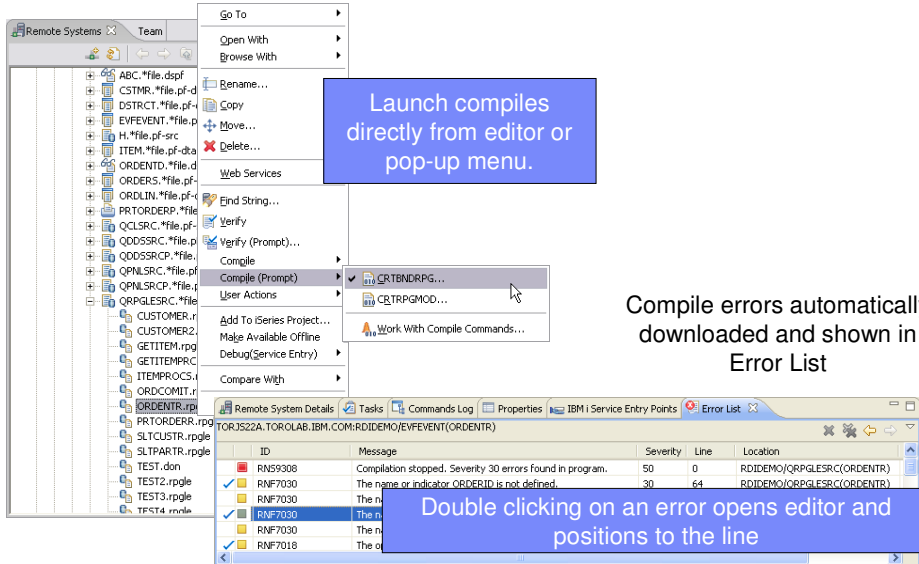 Remote Systems
Team
ABC.*file.dspf
CSTMR.*file.pf-d
DSTRCT.*file.pf-
EVFEVENT.*file.p
H.*file.pf-src
ITEM.*file.pf-dta
ORDENTD.*file.d
ORDERS.*file.pf-
ORDLIN.*file.pf-
PRTORDERP.*file
QCLSRC.*file.pf-
QDDSSRC.*file.p
QDDSSRCP.*file.
QPNLSRC.*file.pf
QPNLSRCP.*file.p
QRPGLESRC.*file
CUSTOMER.r
CUSTOMER2.
GETITEM.rpg
GETITEMPRC
ITEMPROCS.r
ORDCOMIT.r
ORDENTR.rp
PRTORDERR.rpg
SLTCUSTR.rpgle
SLTPARTR.rpgle
TEST.don
TEST2.rpgle
TEST3.rpgle
TEST4.rpgle
Go To
Open With
Browse With
Rename...
Copy
Move...
Delete...
Web Services
Find String...
Verify
Verify (Prompt)...
Compile
Compile (Prompt)
User Actions
Add To iSeries Project...
Make Available Offline
Debug(Service Entry)
Compare With
CRTBNDRPG...
CRTRPGMOD...
Work With Compile Commands...
Launch compiles
directly from editor or
pop-up menu.
Compile errors automatically
downloaded and shown in
Error List
Remote System Details Tasks Commands Log Properties IBM i Service Entry Points Error List
TORJS22A.TOROLAB.IBM.COM:RDIDEMO/EVFEVENT(ORDENTR)
ID Message Severity Line Location
RNS9308 Compilation stopped. Severity 30 errors found in program. 50 0 RDIDEMO/QRPGLESRC(ORDENTR)
RNF7030 The name or indicator ORDERID is not defined. 30 64 RDIDEMO/QRPGLESRC(ORDENTR)
RNF7030 The n
RNF7030 The n
RNF7030 The n
RNF7018 The o
Double clicking on an error opens editor and
positions to the line